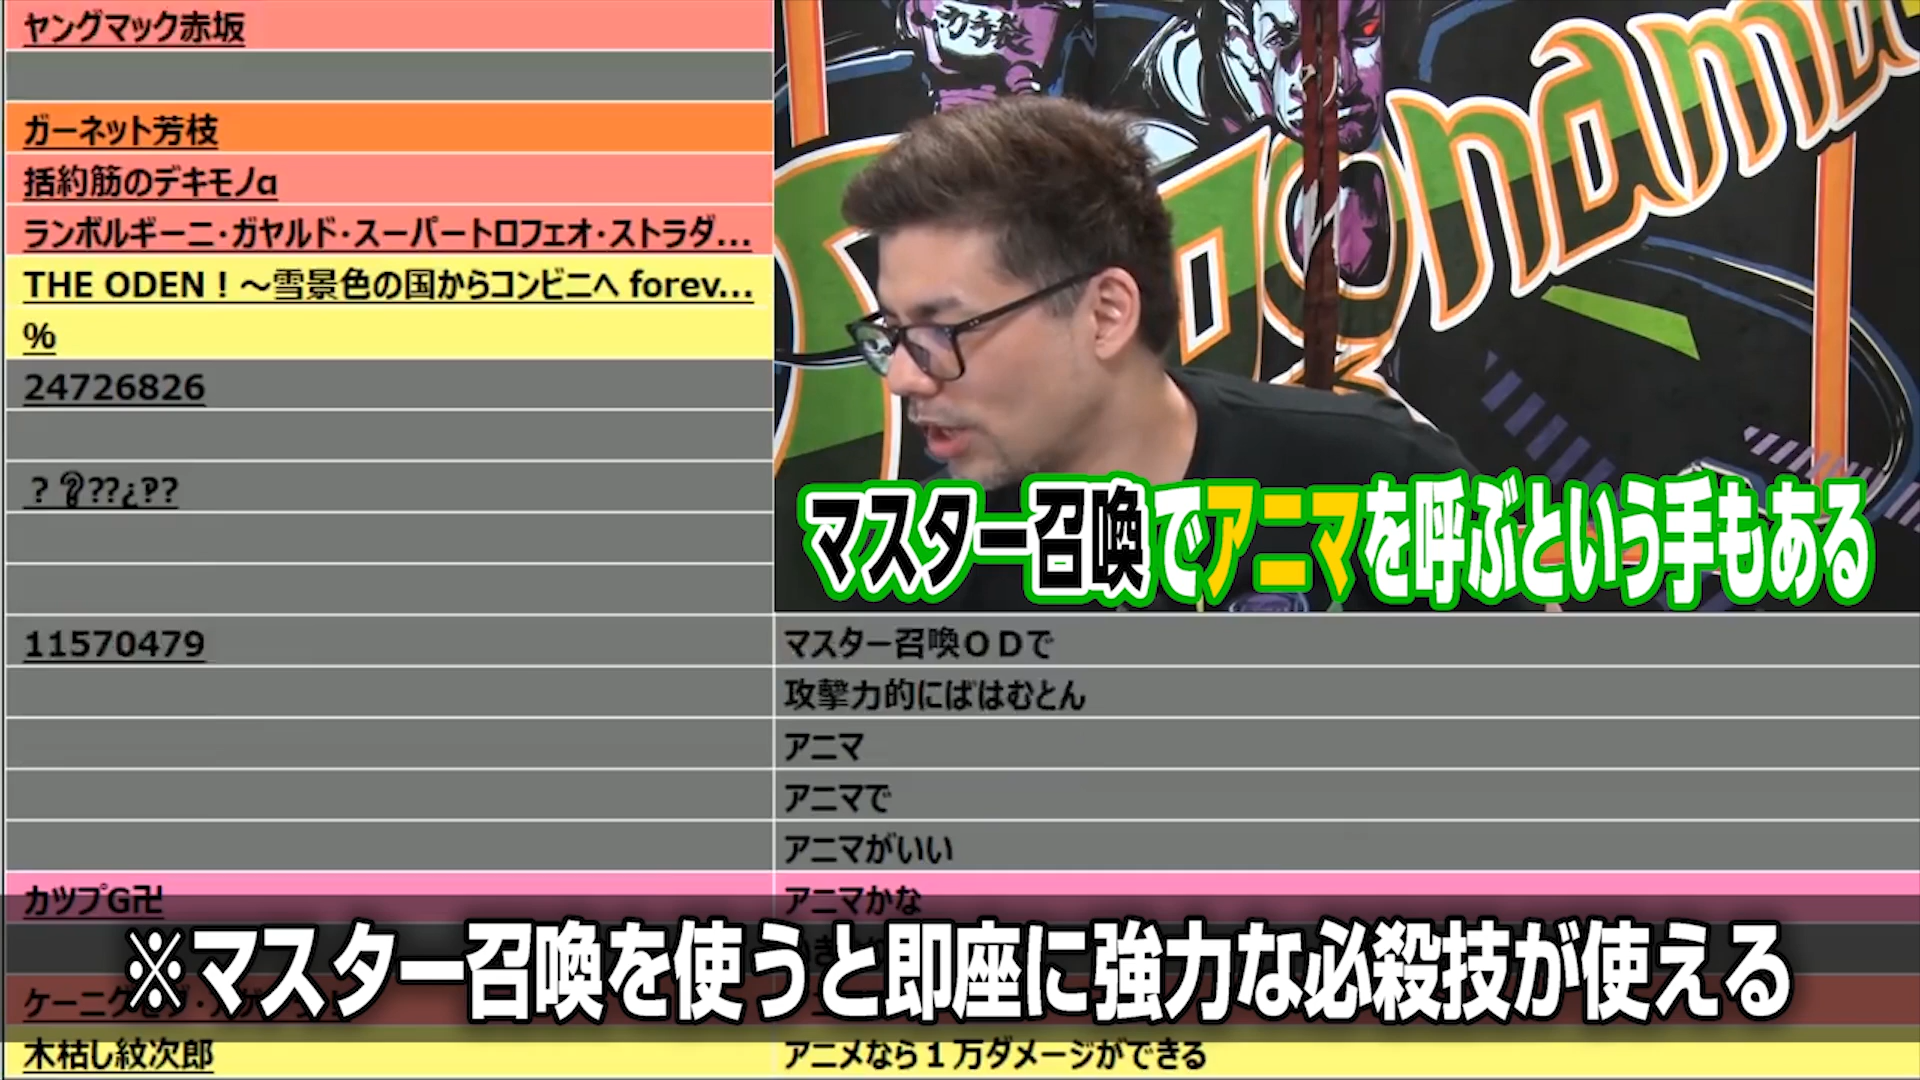 ヤングマック赤坂
ガーネット芳枝
括約筋のデキモノα
ランボルギーニ・ガヤルド・スーパートロフェオ・ストラダ...
THE ODEN！～雪景色の国からコンビニへ forev...
%
24726826
マスター召喚でアニマを呼ぶという手もある
11570479 マスター召喚ＯＤで
攻撃力的にばはむとん
アニマ
アニマで
アニマがいい
カツプG卍 アニマかな
※マスター召喚を使うと即座に強力な必殺技が使える
木枯し紋次郎 アニメなら１万ダメージができる